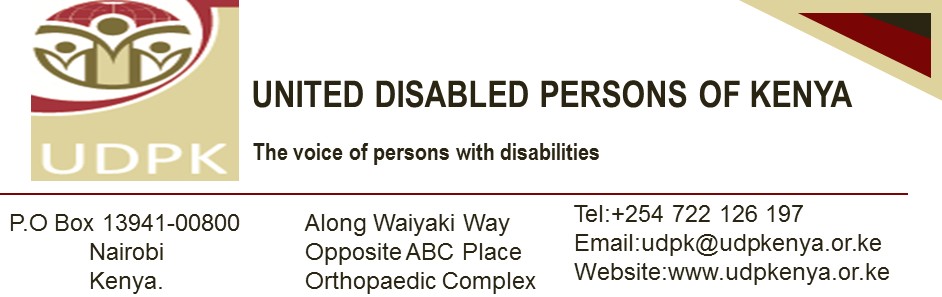 UDPK
UNITED DISABLED PERSONS OF KENYA
The voice of persons with disabilities
P.O Box 13941-00800
Nairobi
Kenya.
Along Waiyaki Way
Opposite ABC Place
Orthopaedic Complex
Tel:+254 722 126 197
Email:udpk@udpkenya.or.ke
Website:www.udpkenya.or.ke